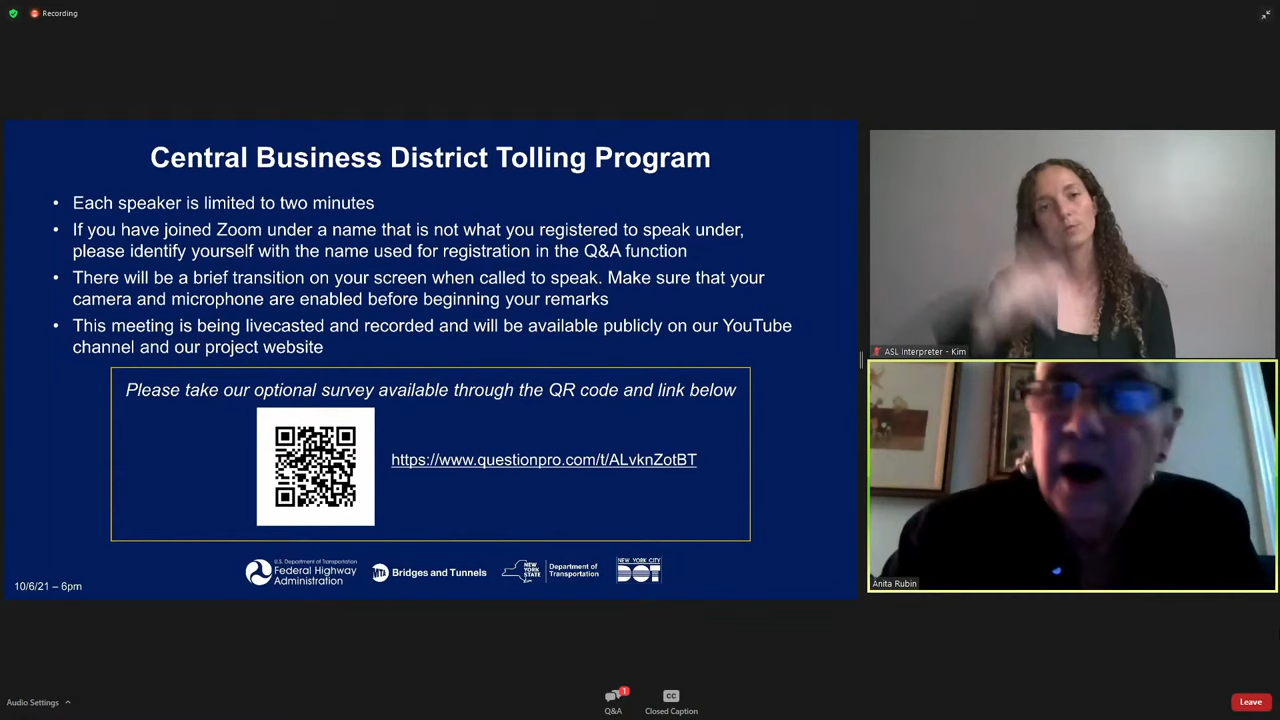 Recording
Central Business District Tolling Program
• Each speaker is limited to two minutes
• If you have joined Zoom under a name that is not what you registered to speak under,
please identify yourself with the name used for registration in the Q&A function
• There will be a brief transition on your screen when called to speak. Make sure that your
camera and microphone are enabled before beginning your remarks
• This meeting is being livecasted and recorded and will be available publicly on our YouTube
channel and our project website
Please take our optional survey available through the QR code and link below
https://www.questionpro.com/t/ALvknZotBT
U.S. Department of Transportation
Federal Highway
Administration
MTA Bridges and Tunnels
NEW YORK STATE
Department of
Transportation
NEW YORK CITY
DOT
10/6/21 – 6pm
ASL Interpreter - Kim
Anita Rubin
Audio Settings
1
Q&A
CC
Closed Caption
Leave